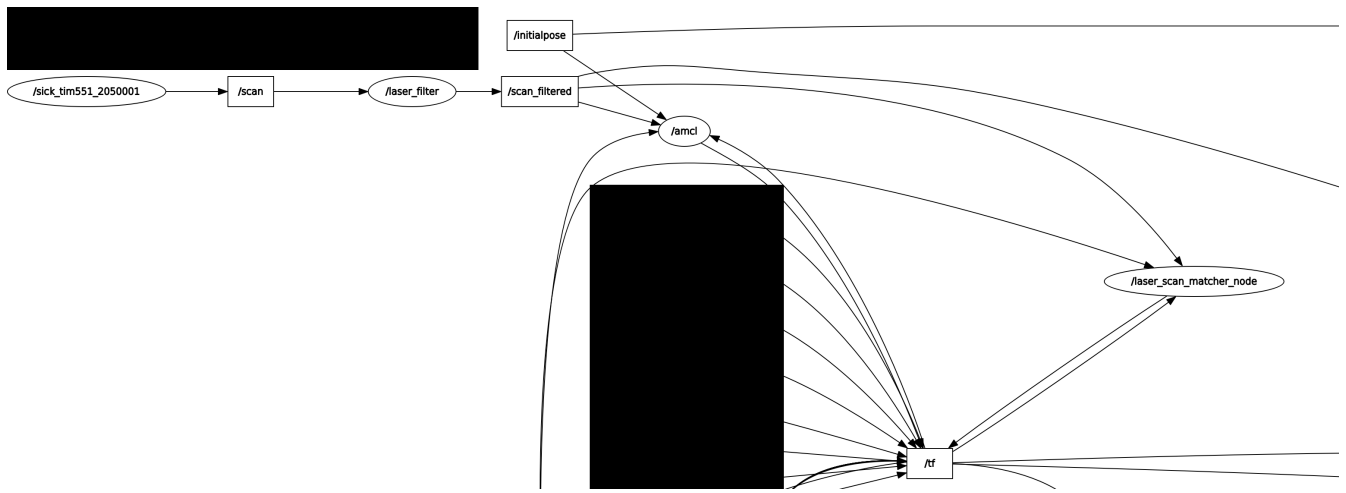 /initialpose
/sick_tim551_2050001
/scan
/laser_filter
/scan_filtered
/amcl
/laser_scan_matcher_node
/tf